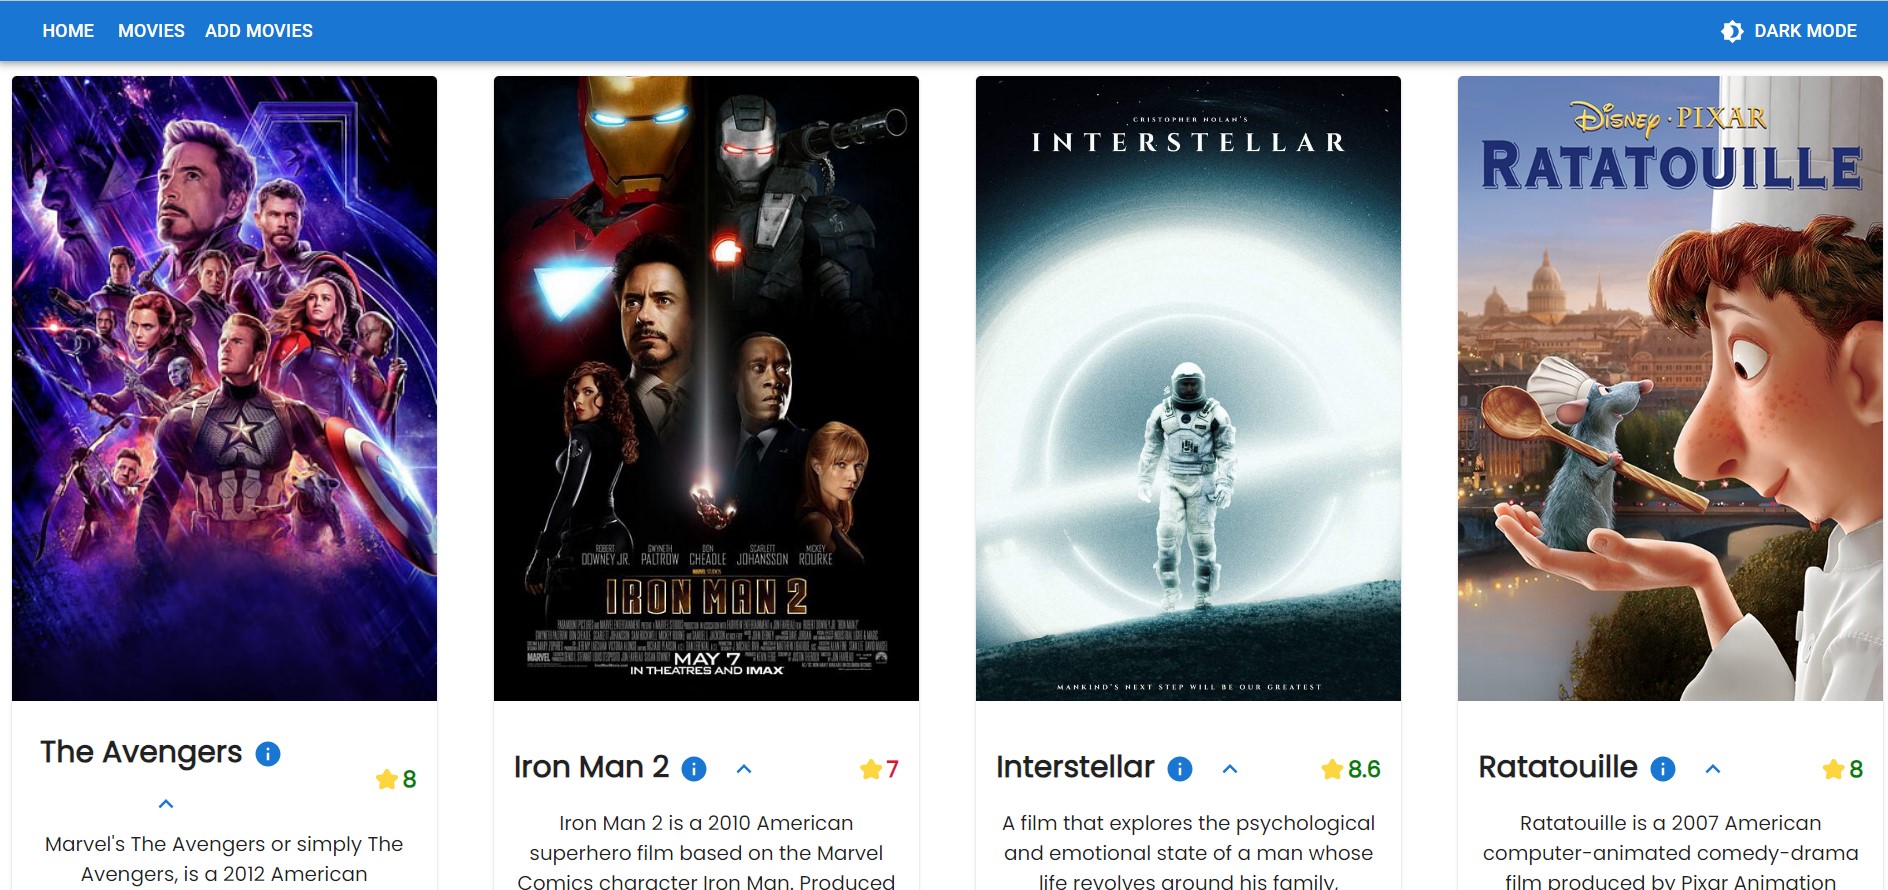 HOME MOVIES ADD MOVIES DARK MODE
CRISTOPHER NOLAN'S
INTERSTELLAR
MANKIND'S NEXT STEP WILL BE OUR GREATEST
Disney · PIXAR
RATATOUILLE
ROBERT DOWNEY JR. GWYNETH PALTROW DON CHEADLE SCARLETT JOHANSSON MICKEY ROURKE
MARVEL STUDIOS
IRON MAN 2
MARVEL
MAY 7
IN THEATRES AND IMAX
The Avengers
8
Marvel's The Avengers or simply The
Avengers, is a 2012 American
Iron Man 2
7
Iron Man 2 is a 2010 American
superhero film based on the Marvel
Comics character Iron Man. Produced
Interstellar
8.6
A film that explores the psychological
and emotional state of a man whose
life revolves around his family,
Ratatouille
8
Ratatouille is a 2007 American
computer-animated comedy-drama
film produced by Pixar Animation